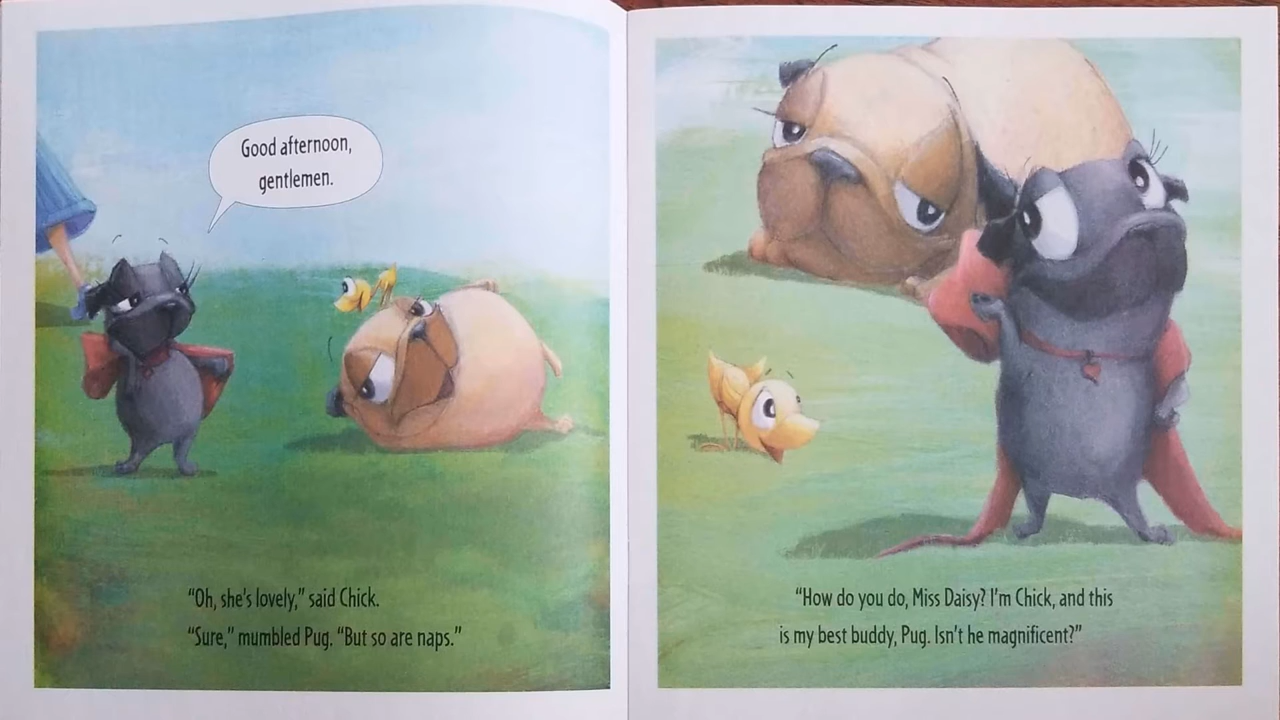 Good afternoon,
gentlemen.
“Oh, she’s lovely,” said Chick.
“Sure,” mumbled Pug. “But so are naps.”
“How do you do, Miss Daisy? I’m Chick, and this
is my best buddy, Pug. Isn’t he magnificent?”